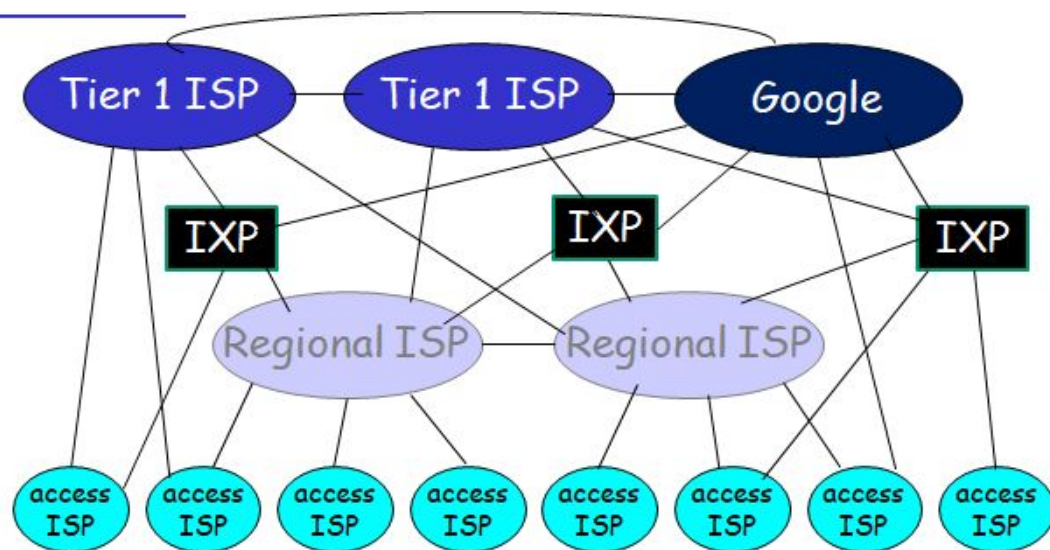 Tier 1 ISP
Tier 1 ISP
Google
IXP
IXP
IXP
Regional ISP
Regional ISP
access
ISP
access
ISP
access
ISP
access
ISP
access
ISP
access
ISP
access
ISP
access
ISP